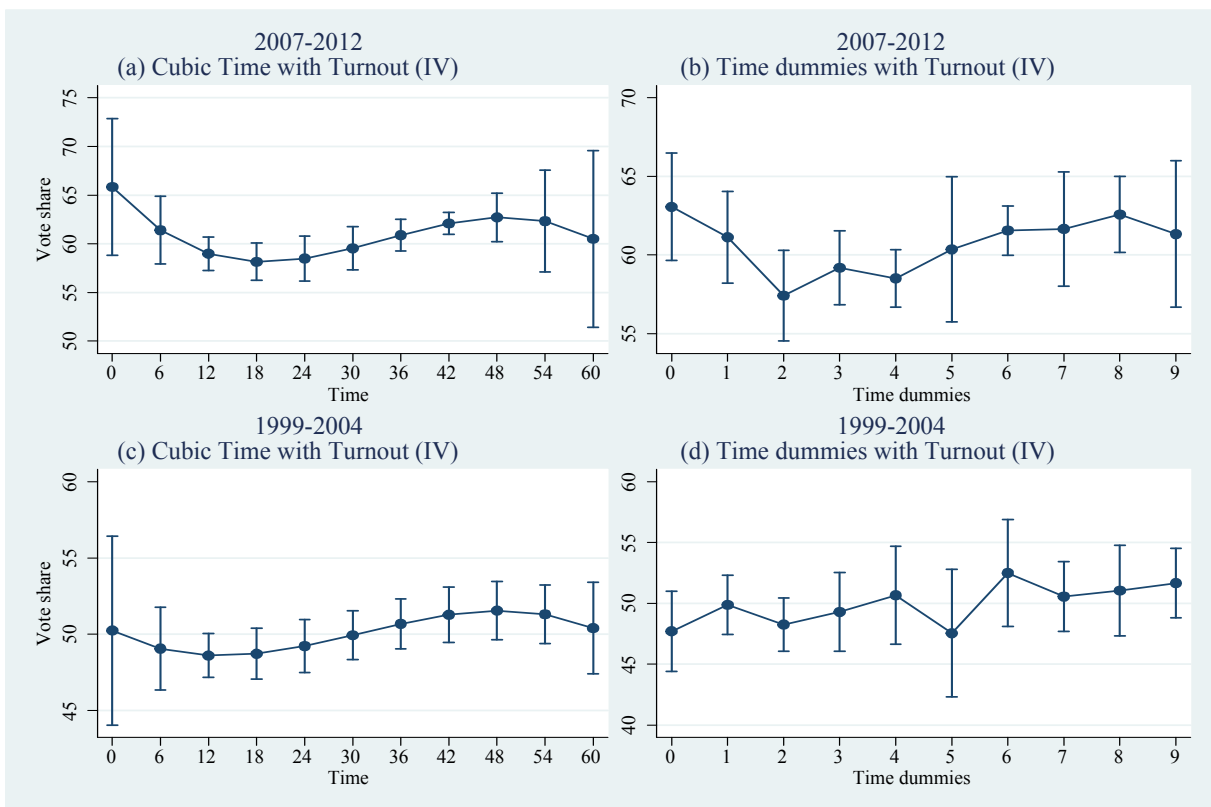 2007-2012
(a) Cubic Time with Turnout (IV)
75
70
65
60
55
50
Vote share
0 6 12 18 24 30 36 42 48 54 60
Time
2007-2012
(b) Time dummies with Turnout (IV)
70
65
60
55
0 1 2 3 4 5 6 7 8 9
Time dummies
1999-2004
(c) Cubic Time with Turnout (IV)
60
55
50
45
Vote share
0 6 12 18 24 30 36 42 48 54 60
Time
1999-2004
(d) Time dummies with Turnout (IV)
60
55
50
45
40
0 1 2 3 4 5 6 7 8 9
Time dummies